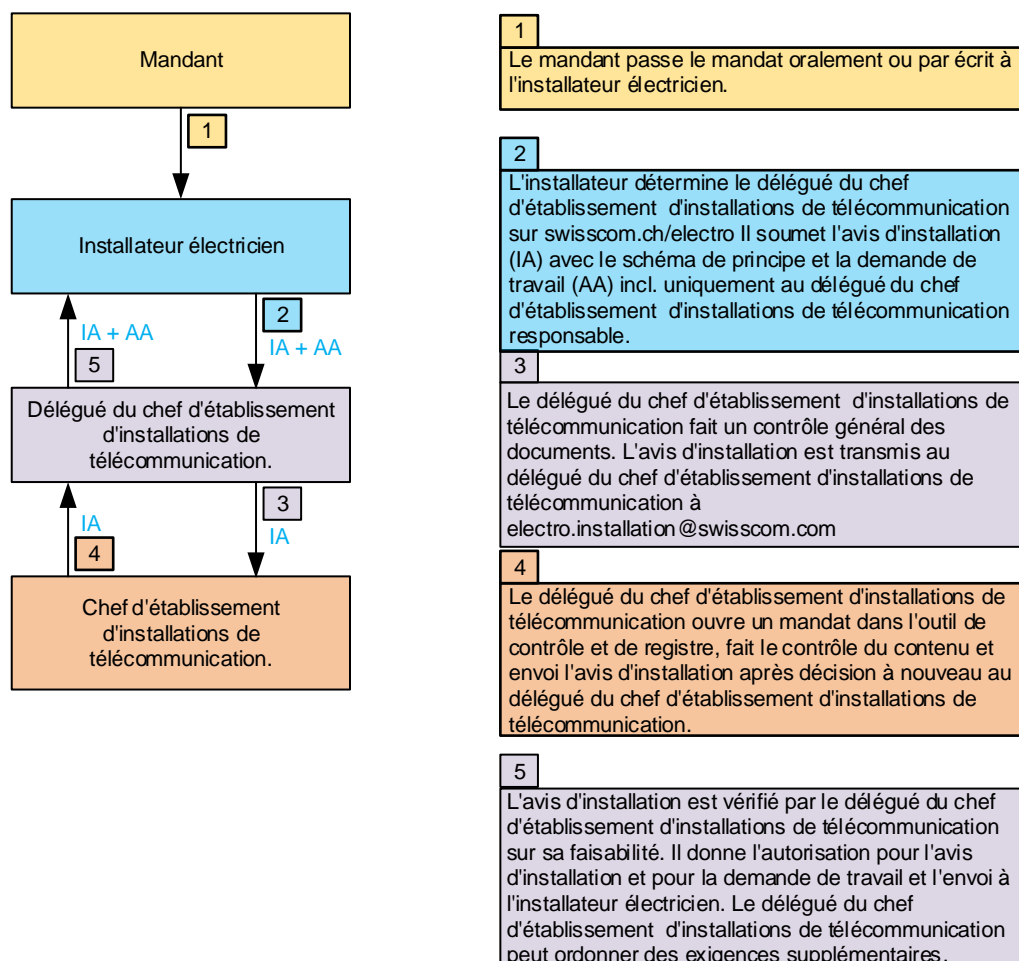 Mandant
1
Installateur électricien
IA + AA
5
2
IA + AA
Délégué du chef d'établissement
d'installations de
télécommunication.
IA
4
3
IA
Chef d'établissement
d'installations de
télécommunication.
1
Le mandant passe le mandat oralement ou par écrit à
l'installateur électricien.
2
L'installateur détermine le délégué du chef
d'établissement d'installations de télécommunication
sur swisscom.ch/electro Il soumet l'avis d'installation
(IA) avec le schéma de principe et la demande de
travail (AA) incl. uniquement au délégué du chef
d'établissement d'installations de télécommunication
responsable.
3
Le délégué du chef d'établissement d'installations de
télécommunication fait un contrôle général des
documents. L'avis d'installation est transmis au
délégué du chef d'établissement d'installations de
télécommunication à
electro.installation@swisscom.com
4
Le délégué du chef d'établissement d'installations de
télécommunication ouvre un mandat dans l'outil de
contrôle et de registre, fait le contrôle du contenu et
envoi l'avis d'installation après décision à nouveau au
délégué du chef d'établissement d'installations de
télécommunication.
5
L'avis d'installation est vérifié par le délégué du chef
d'établissement d'installations de télécommunication
sur sa faisabilité. Il donne l'autorisation pour l'avis
d'installation et pour la demande de travail et l'envoi à
l'installateur électricien. Le délégué du chef
d'établissement d'installations de télécommunication
peut ordonner des exigences supplémentaires.